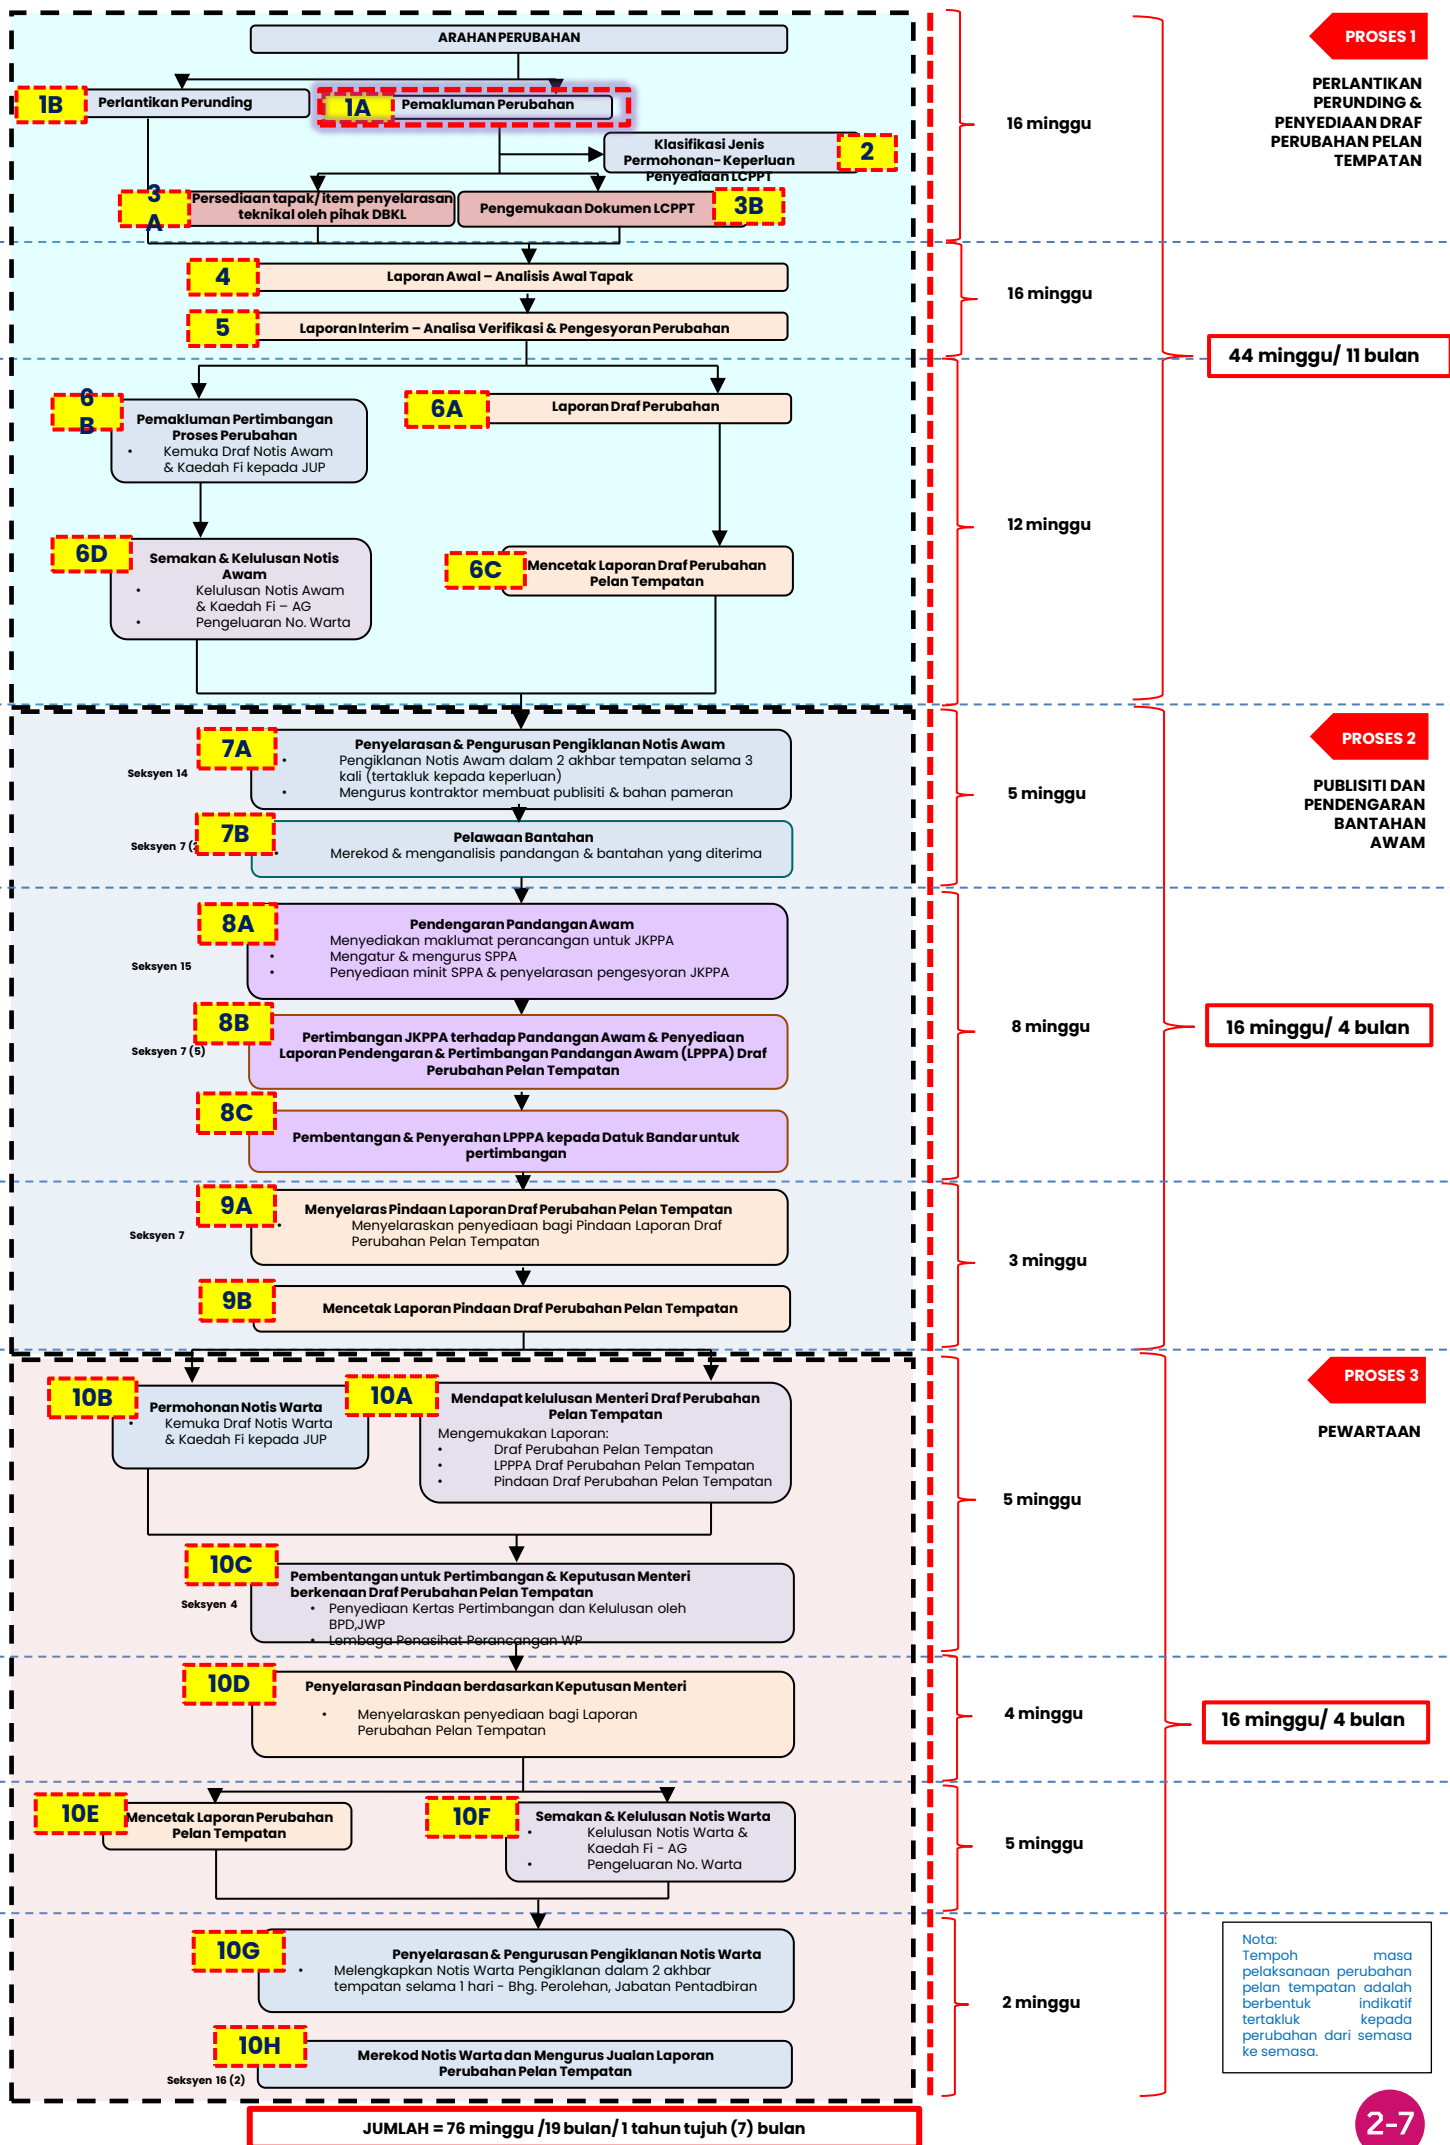 ARAHAN PERUBAHAN
PROSES 1
PERLANTIKAN
PERUNDING &
PENYEDIAAN DRAF
PERUBAHAN PELAN
TEMPATAN
1B
Perlantikan Perunding
1A
Pemakluman Perubahan
16 minggu
Klasifikasi Jenis
Permohonan- Keperluan
Penyediaan LCPPT
2
3
A
Persediaan tapak/ item penyelarasan
teknikal oleh pihak DBKL
Pengemukaan Dokumen LCPPT
3B
4
Laporan Awal – Analisis Awal Tapak
16 minggu
5
Laporan Interim – Analisa Verifikasi & Pengesyoran Perubahan
44 minggu/ 11 bulan
6
B
Pemakluman Pertimbangan
Proses Perubahan
• Kemuka Draf Notis Awam
& Kaedah Fi kepada JUP
6A
Laporan Draf Perubahan
12 minggu
6D
Semakan & Kelulusan Notis
Awam
• Kelulusan Notis Awam
& Kaedah Fi – AG
• Pengeluaran No. Warta
6C
Mencetak Laporan Draf Perubahan
Pelan Tempatan
PROSES 2
PUBLISITI DAN
PENDENGARAN
BANTAHAN
AWAM
7A
Seksyen 14
Penyelarasan & Pengurusan Pengiklanan Notis Awam
• Pengiklanan Notis Awam dalam 2 akhbar tempatan selama 3
kali (tertakluk kepada keperluan)
• Mengurus kontraktor membuat publisiti & bahan pameran
5 minggu
7B
Seksyen 7 (
Pelawaan Bantahan
• Merekod & menganalisis pandangan & bantahan yang diterima
8A
Seksyen 15
Pendengaran Pandangan Awam
Menyediakan maklumat perancangan untuk JKPPA
• Mengatur & mengurus SPPA
• Penyediaan minit SPPA & penyelarasan pengesyoran JKPPA
8B
Seksyen 7 (5)
Pertimbangan JKPPA terhadap Pandangan Awam & Penyediaan
Laporan Pendengaran & Pertimbangan Pandangan Awam (LPPPA) Draf
Perubahan Pelan Tempatan
8 minggu
16 minggu/ 4 bulan
8C
Pembentangan & Penyerahan LPPPA kepada Datuk Bandar untuk
pertimbangan
9A
Seksyen 7
Menyelaras Pindaan Laporan Draf Perubahan Pelan Tempatan
• Menyelaraskan penyediaan bagi Pindaan Laporan Draf
Perubahan Pelan Tempatan
3 minggu
9B
Mencetak Laporan Pindaan Draf Perubahan Pelan Tempatan
PROSES 3
PEWARTAAN
10B
Permohonan Notis Warta
• Kemuka Draf Notis Warta
& Kaedah Fi kepada JUP
10A
Mendapat kelulusan Menteri Draf Perubahan
Pelan Tempatan
Mengemukakan Laporan:
• Draf Perubahan Pelan Tempatan
• LPPPA Draf Perubahan Pelan Tempatan
• Pindaan Draf Perubahan Pelan Tempatan
5 minggu
10C
Seksyen 4
Pembentangan untuk Pertimbangan & Keputusan Menteri
berkenaan Draf Perubahan Pelan Tempatan
• Penyediaan Kertas Pertimbangan dan Kelulusan oleh
BPD,JWP
• Lembaga Penasihat Perancangan WP
10D
Penyelarasan Pindaan berdasarkan Keputusan Menteri
• Menyelaraskan penyediaan bagi Laporan
Perubahan Pelan Tempatan
4 minggu
16 minggu/ 4 bulan
10E
Mencetak Laporan Perubahan
Pelan Tempatan
10F
Semakan & Kelulusan Notis Warta
• Kelulusan Notis Warta &
Kaedah Fi - AG
• Pengeluaran No. Warta
5 minggu
10G
Penyelarasan & Pengurusan Pengiklanan Notis Warta
• Melengkapkan Notis Warta Pengiklanan dalam 2 akhbar
tempatan selama 1 hari - Bhg. Perolehan, Jabatan Pentadbiran
2 minggu
10H
Seksyen 16 (2)
Merekod Notis Warta dan Mengurus Jualan Laporan
Perubahan Pelan Tempatan
Nota:
Tempoh masa
pelaksanaan perubahan
pelan tempatan adalah
berbentuk indikatif
tertakluk kepada
perubahan dari semasa
ke semasa.
JUMLAH = 76 minggu /19 bulan/ 1 tahun tujuh (7) bulan
2-7